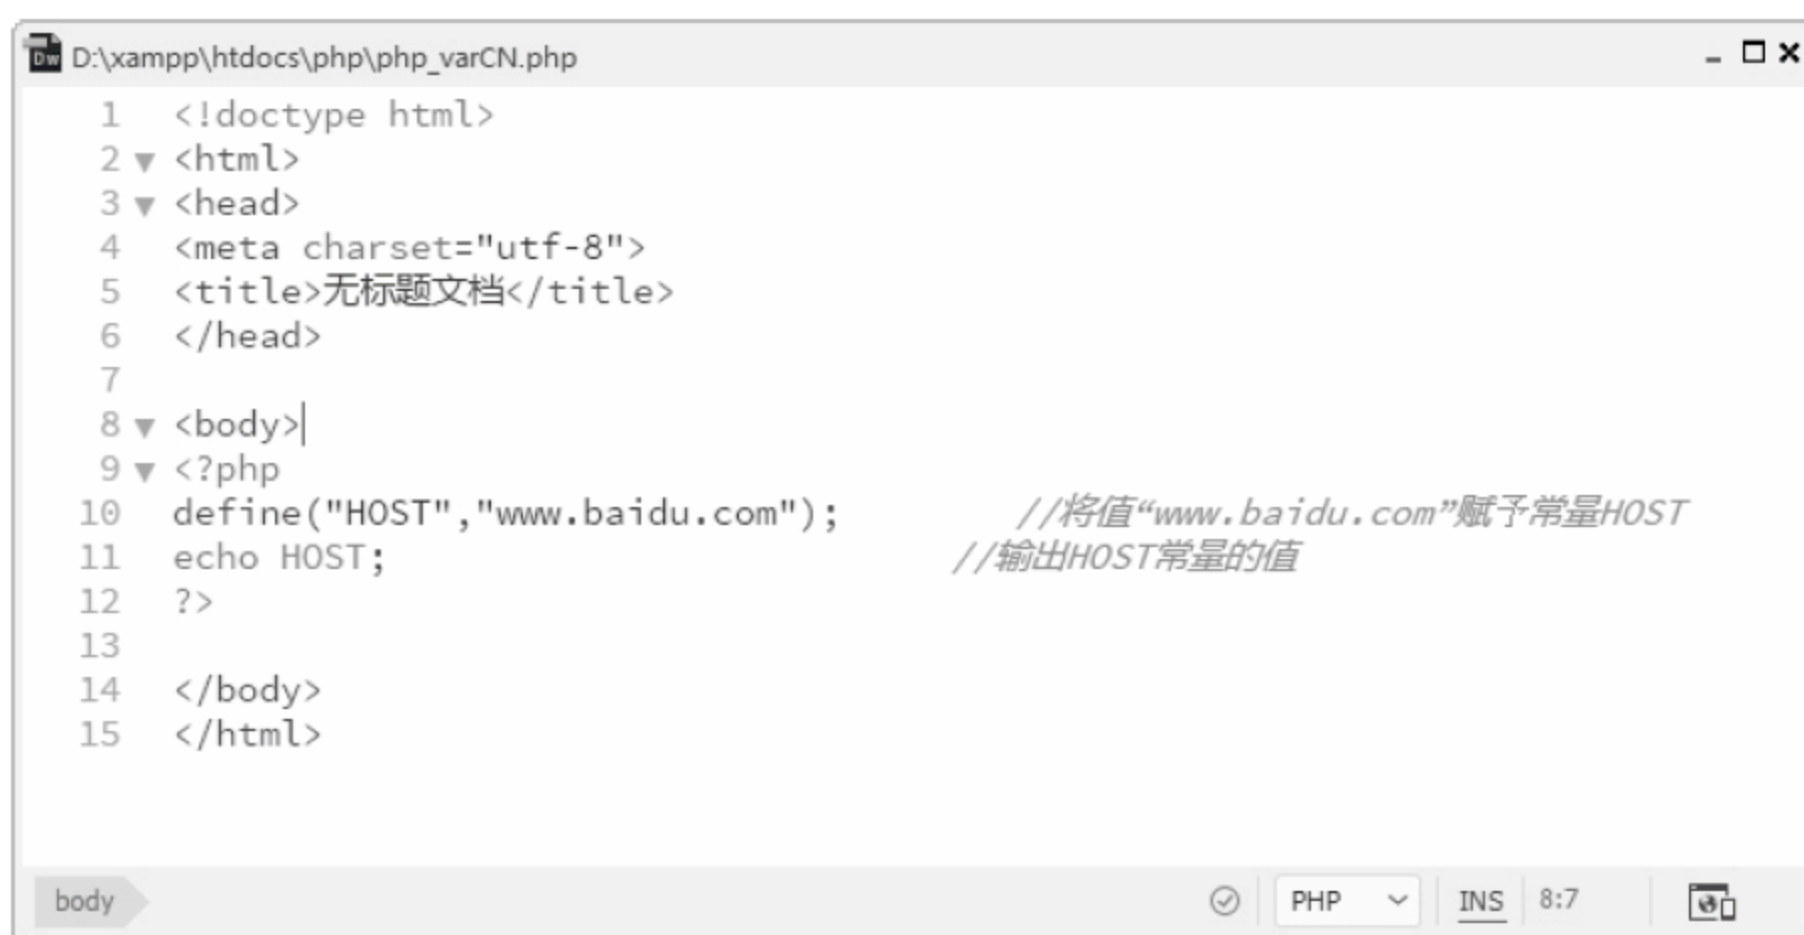 Dw D:\xampp\htdocs\php\php_varCN.php
1 <!doctype html>
2 <html>
3 <head>
4 <meta charset="utf-8">
5 <title>无标题文档</title>
6 </head>
7
8 <body>
9 <?php
10 define("HOST","www.baidu.com"); //将值“www.baidu.com”赋予常量HOST
11 echo HOST; //输出HOST常量的值
12 ?>
13
14 </body>
15 </html>
body PHP INS 8:7